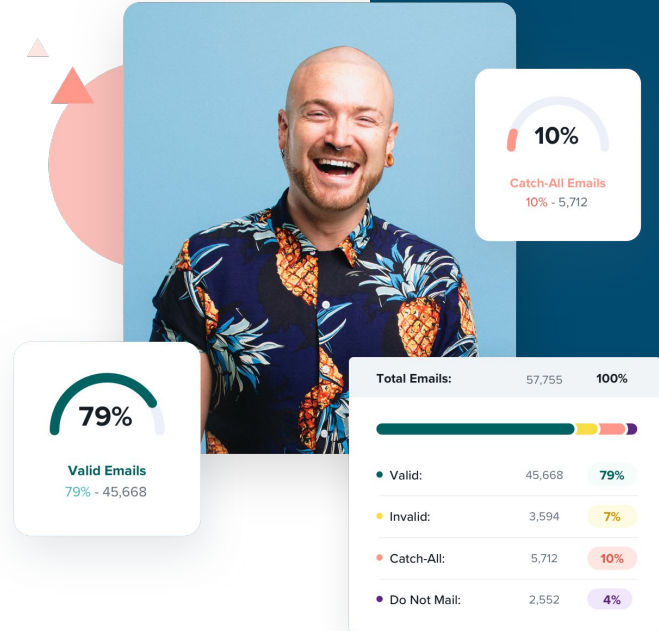 10%
Catch-All Emails
10% - 5,712
79%
Valid Emails
79% - 45,668
Total Emails: 57,755 100%
Valid: 45,668 79%
Invalid: 3,594 7%
Catch-All: 5,712 10%
Do Not Mail: 2,552 4%